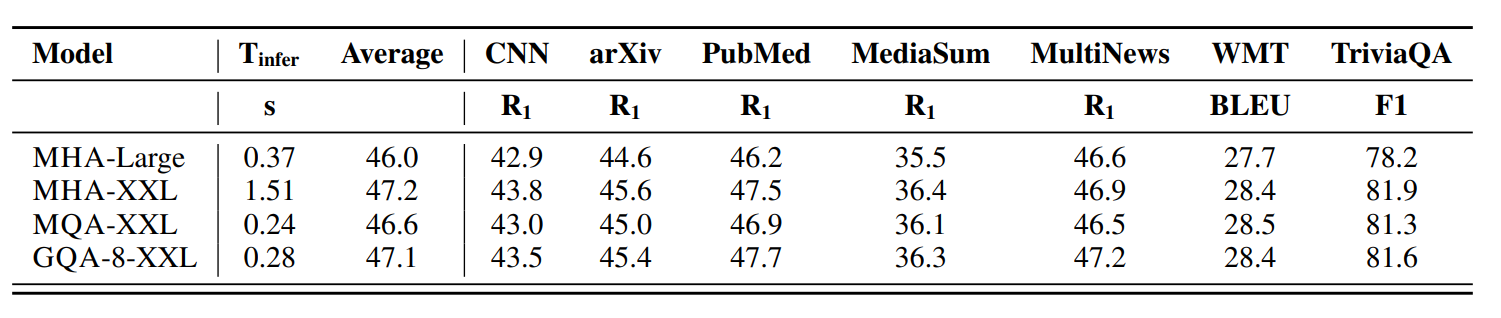 Model T_infer Average CNN arXiv PubMed MediaSum MultiNews WMT TriviaQA
s R_1 R_1 R_1 R_1 R_1 BLEU F1
MHA-Large 0.37 46.0 42.9 44.6 46.2 35.5 46.6 27.7 78.2
MHA-XXL 1.51 47.2 43.8 45.6 47.5 36.4 46.9 28.4 81.9
MQA-XXL 0.24 46.6 43.0 45.0 46.9 36.1 46.5 28.5 81.3
GQA-8-XXL 0.28 47.1 43.5 45.4 47.7 36.3 47.2 28.4 81.6